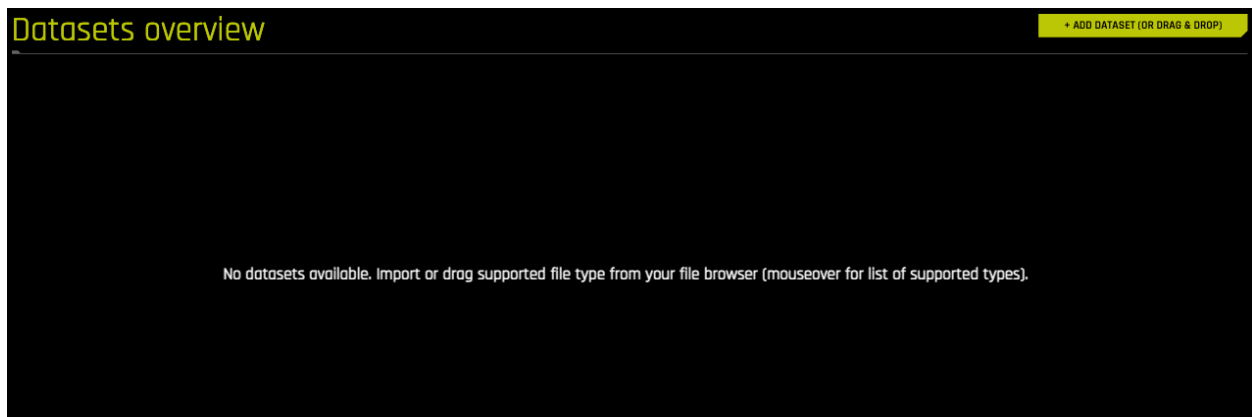 Datasets overview
+ ADD DATASET (OR DRAG & DROP)
No datasets available. Import or drag supported file type from your file browser (mouseover for list of supported types).